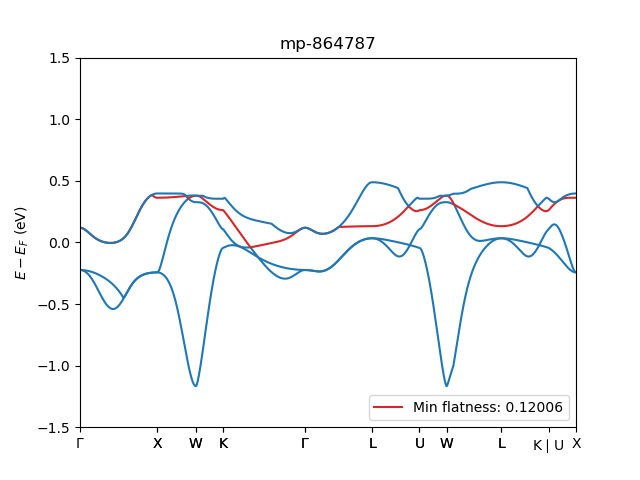 mp-864787
1.5
1.0
0.5
0.0
−0.5
−1.0
−1.5
E − E_F (eV)
Min flatness: 0.12006
Γ X W K Γ L U W L K | U X